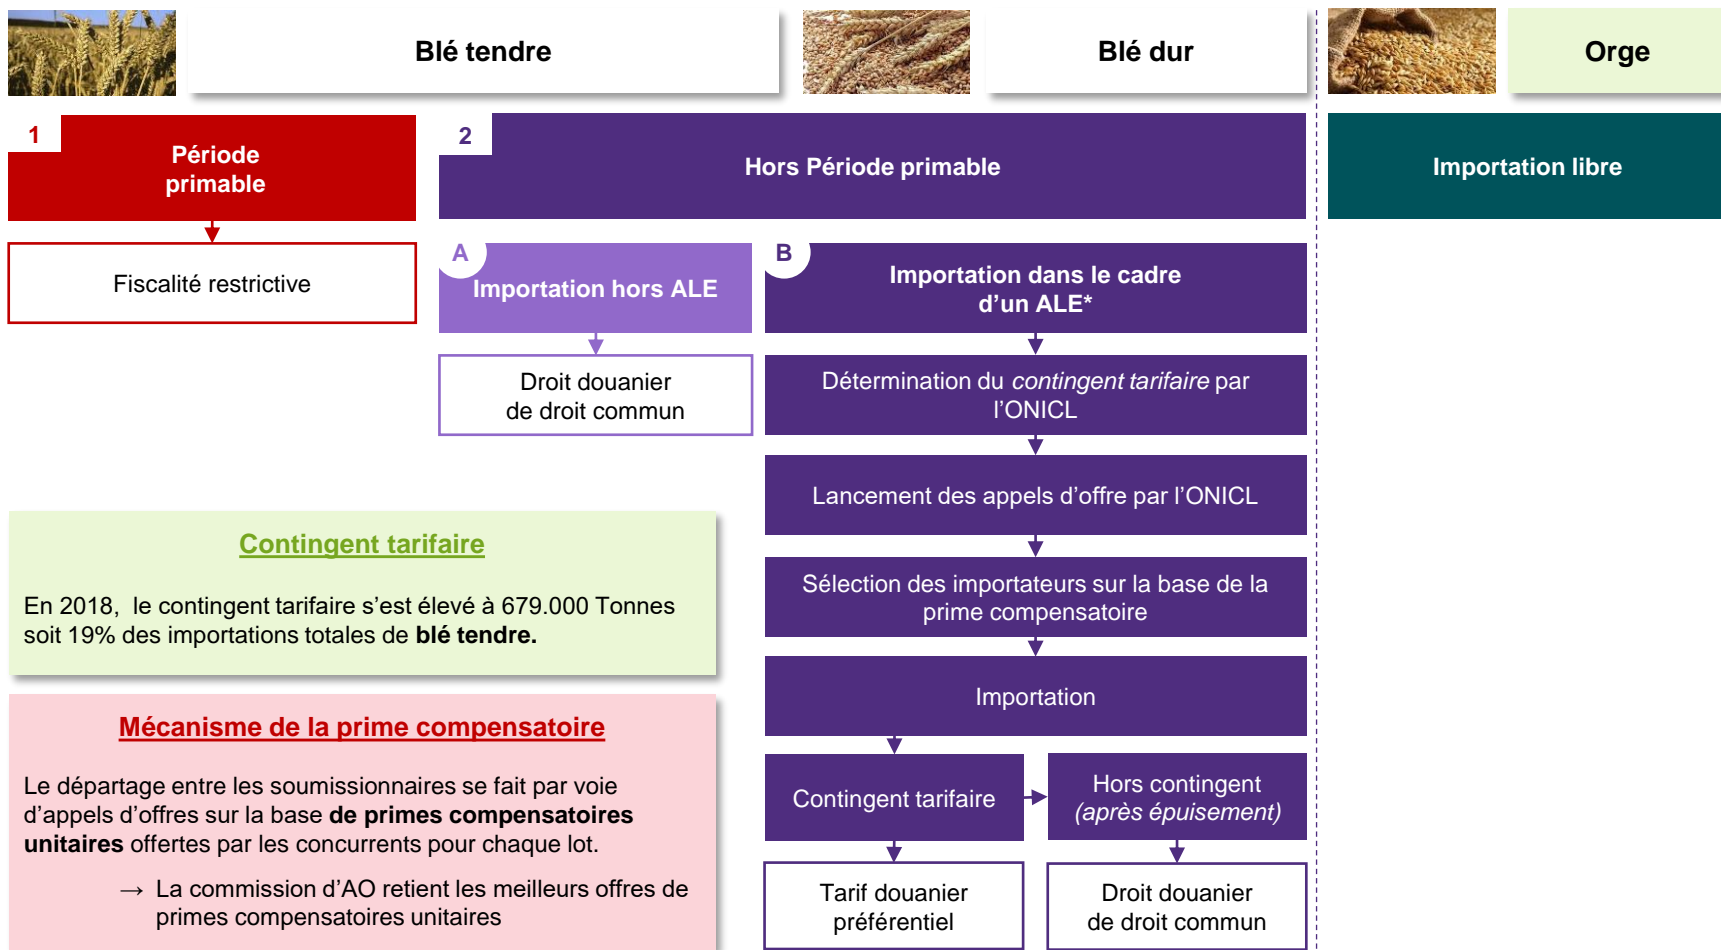 Blé tendre
Blé dur
Orge
1
Période
primable
2
Hors Période primable
Importation libre
Fiscalité restrictive
A
Importation hors ALE
B
Importation dans le cadre
d’un ALE*
Droit douanier
de droit commun
Détermination du contingent tarifaire par
l’ONICL
Lancement des appels d’offre par l’ONICL
Sélection des importateurs sur la base de la
prime compensatoire
Importation
Contingent tarifaire
Hors contingent
(après épuisement)
Tarif douanier
préférentiel
Droit douanier
de droit commun
Contingent tarifaire
En 2018, le contingent tarifaire s’est élevé à 679.000 Tonnes
soit 19% des importations totales de blé tendre.
Mécanisme de la prime compensatoire
Le départage entre les soumissionnaires se fait par voie
d’appels d’offres sur la base de primes compensatoires
unitaires offertes par les concurrents pour chaque lot.
→ La commission d’AO retient les meilleurs offres de
primes compensatoires unitaires